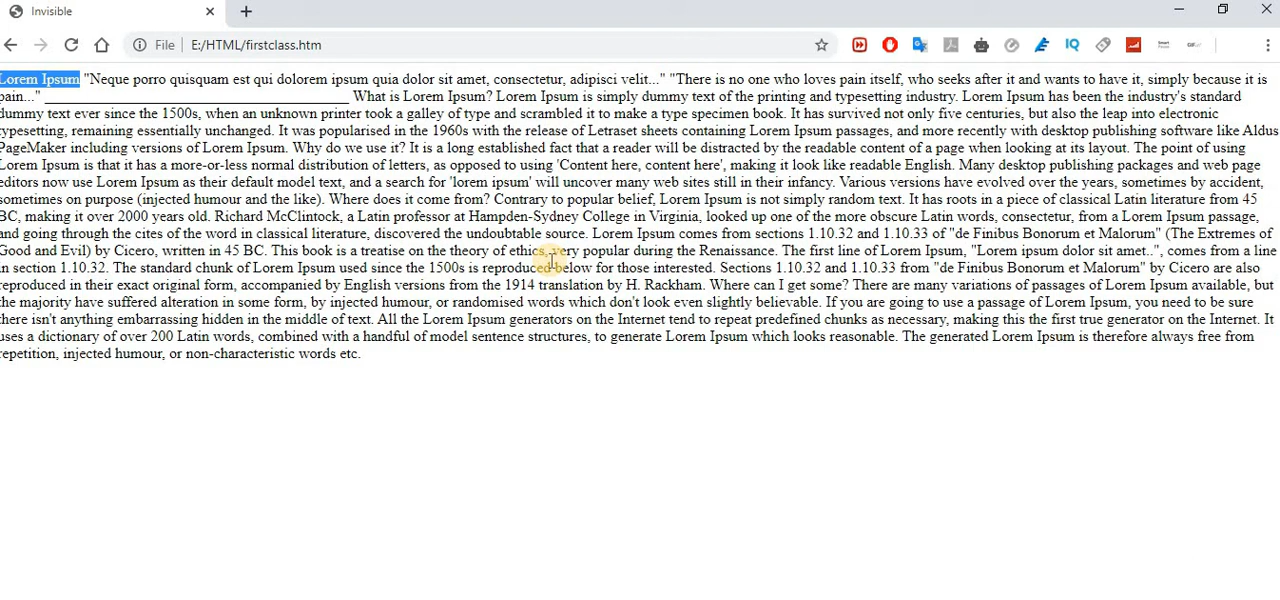 Invisible
File | E:/HTML/firstclass.htm
Lorem Ipsum "Neque porro quisquam est qui dolorem ipsum quia dolor sit amet, consectetur, adipisci velit..." "There is no one who loves pain itself, who seeks after it and wants to have it, simply because it is
pain..." ______________________________________ What is Lorem Ipsum? Lorem Ipsum is simply dummy text of the printing and typesetting industry. Lorem Ipsum has been the industry's standard
dummy text ever since the 1500s, when an unknown printer took a galley of type and scrambled it to make a type specimen book. It has survived not only five centuries, but also the leap into electronic
typesetting, remaining essentially unchanged. It was popularised in the 1960s with the release of Letraset sheets containing Lorem Ipsum passages, and more recently with desktop publishing software like Aldus
PageMaker including versions of Lorem Ipsum. Why do we use it? It is a long established fact that a reader will be distracted by the readable content of a page when looking at its layout. The point of using
Lorem Ipsum is that it has a more-or-less normal distribution of letters, as opposed to using 'Content here, content here', making it look like readable English. Many desktop publishing packages and web page
editors now use Lorem Ipsum as their default model text, and a search for 'lorem ipsum' will uncover many web sites still in their infancy. Various versions have evolved over the years, sometimes by accident,
sometimes on purpose (injected humour and the like). Where does it come from? Contrary to popular belief, Lorem Ipsum is not simply random text. It has roots in a piece of classical Latin literature from 45
BC, making it over 2000 years old. Richard McClintock, a Latin professor at Hampden-Sydney College in Virginia, looked up one of the more obscure Latin words, consectetur, from a Lorem Ipsum passage,
and going through the cites of the word in classical literature, discovered the undoubtable source. Lorem Ipsum comes from sections 1.10.32 and 1.10.33 of "de Finibus Bonorum et Malorum" (The Extremes of
Good and Evil) by Cicero, written in 45 BC. This book is a treatise on the theory of ethics, very popular during the Renaissance. The first line of Lorem Ipsum, "Lorem ipsum dolor sit amet..", comes from a line
in section 1.10.32. The standard chunk of Lorem Ipsum used since the 1500s is reproduced below for those interested. Sections 1.10.32 and 1.10.33 from "de Finibus Bonorum et Malorum" by Cicero are also
reproduced in their exact original form, accompanied by English versions from the 1914 translation by H. Rackham. Where can I get some? There are many variations of passages of Lorem Ipsum available, but
the majority have suffered alteration in some form, by injected humour, or randomised words which don't look even slightly believable. If you are going to use a passage of Lorem Ipsum, you need to be sure
there isn't anything embarrassing hidden in the middle of text. All the Lorem Ipsum generators on the Internet tend to repeat predefined chunks as necessary, making this the first true generator on the Internet. It
uses a dictionary of over 200 Latin words, combined with a handful of model sentence structures, to generate Lorem Ipsum which looks reasonable. The generated Lorem Ipsum is therefore always free from
repetition, injected humour, or non-characteristic words etc.